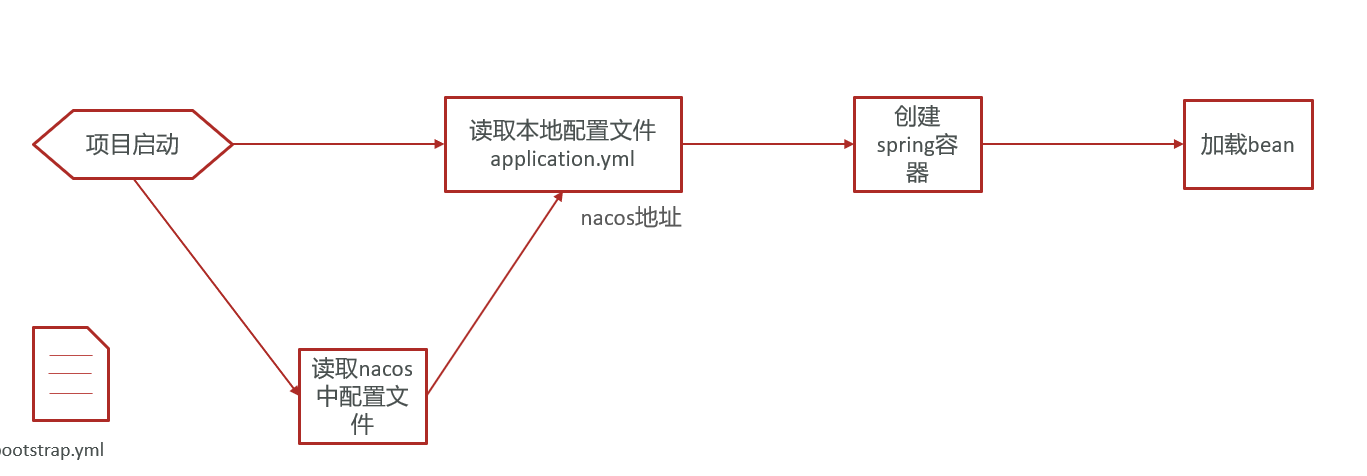 项目启动
读取本地配置文件
application.yml
创建
spring容
器
加载bean
nacos地址
读取nacos
中配置文
件
bootstrap.yml